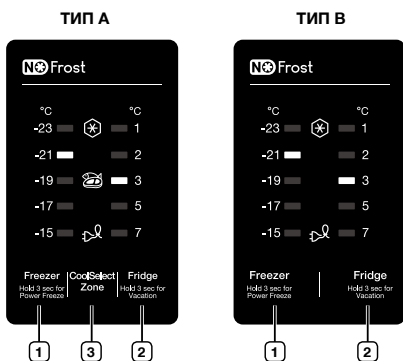 ТИП A
NO Frost
°C °C
-23 1
-21 2
-19 3
-17 5
-15 7
Freezer
Hold 3 sec for
Power Freeze
CoolSelect
Zone
Fridge
Hold 3 sec for
Vacation
1 3 2
ТИП B
NO Frost
°C °C
-23 1
-21 2
-19 3
-17 5
-15 7
Freezer
Hold 3 sec for
Power Freeze
Fridge
Hold 3 sec for
Vacation
1 2